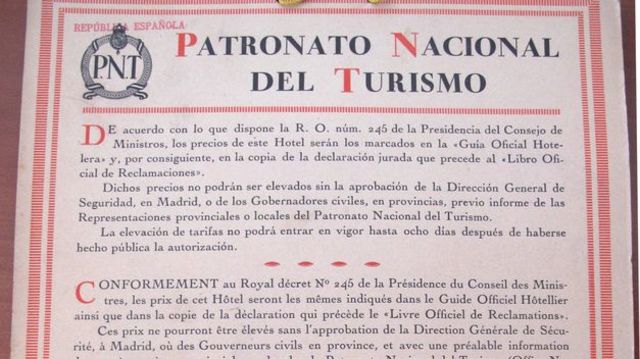 REPÚBLICA ESPAÑOLA
P.N.T
PATRONATO NACIONAL
DEL TURISMO
DE acuerdo con lo que dispone la R. O. núm. 245 de la Presidencia del Consejo de
Ministros, los precios de este Hotel serán los marcados en la «Guía Oficial Hote-
lera» y, por consiguiente, en la copia de la declaración jurada que precede al «Libro Ofi-
cial de Reclamaciones».
Dichos precios no podrán ser elevados sin la aprobación de la Dirección General de
Seguridad, en Madrid, o de los Gobernadores civiles, en provincias, previo informe de las
Representaciones provinciales o locales del Patronato Nacional del Turismo.
La elevación de tarifas no podrá entrar en vigor hasta ocho días después de haberse
hecho pública la autorización.
CONFORMEMENT au Royal décret Nº 245 de la Présidence du Conseil des Minis-
tres, les prix de cet Hôtel seront les mêmes indiqués dans le Guide Officiel Hôtellier
ainsi que dans la copie de la déclaration qui précède le «Livre Officiel de Reclamations».
Ces prix ne pourront être élevés sans l'approbation de la Direction Générale de Sécu-
rité, à Madrid, où des Gouverneurs civils en province, et avec une préalable information